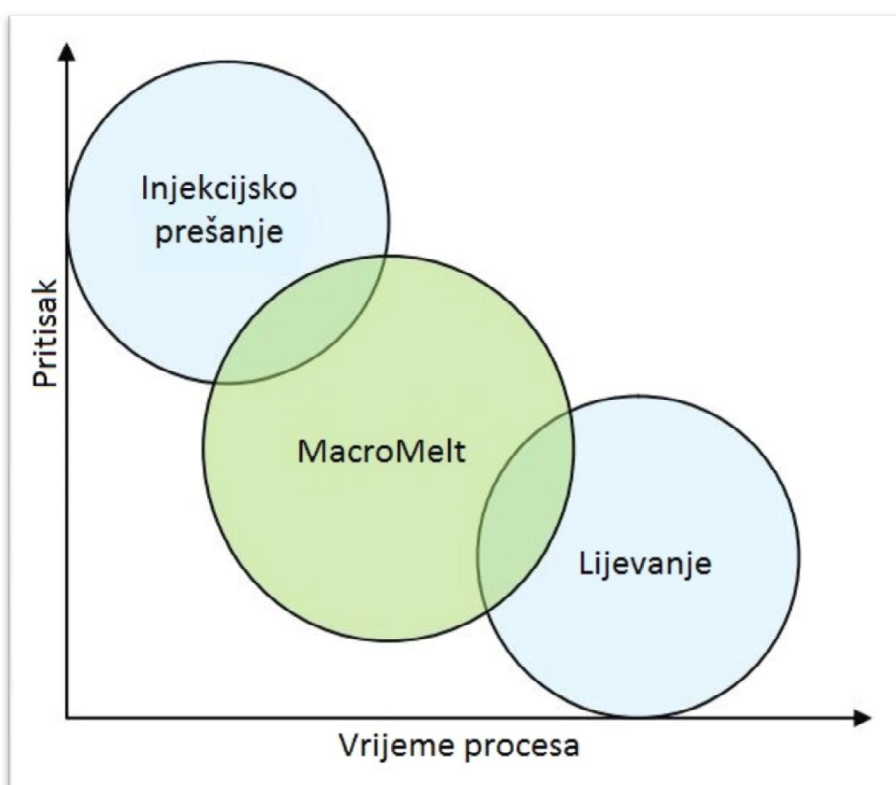 Injekcijsko
prešanje
Pritisak
MacroMelt
Lijevanje
Vrijeme procesa